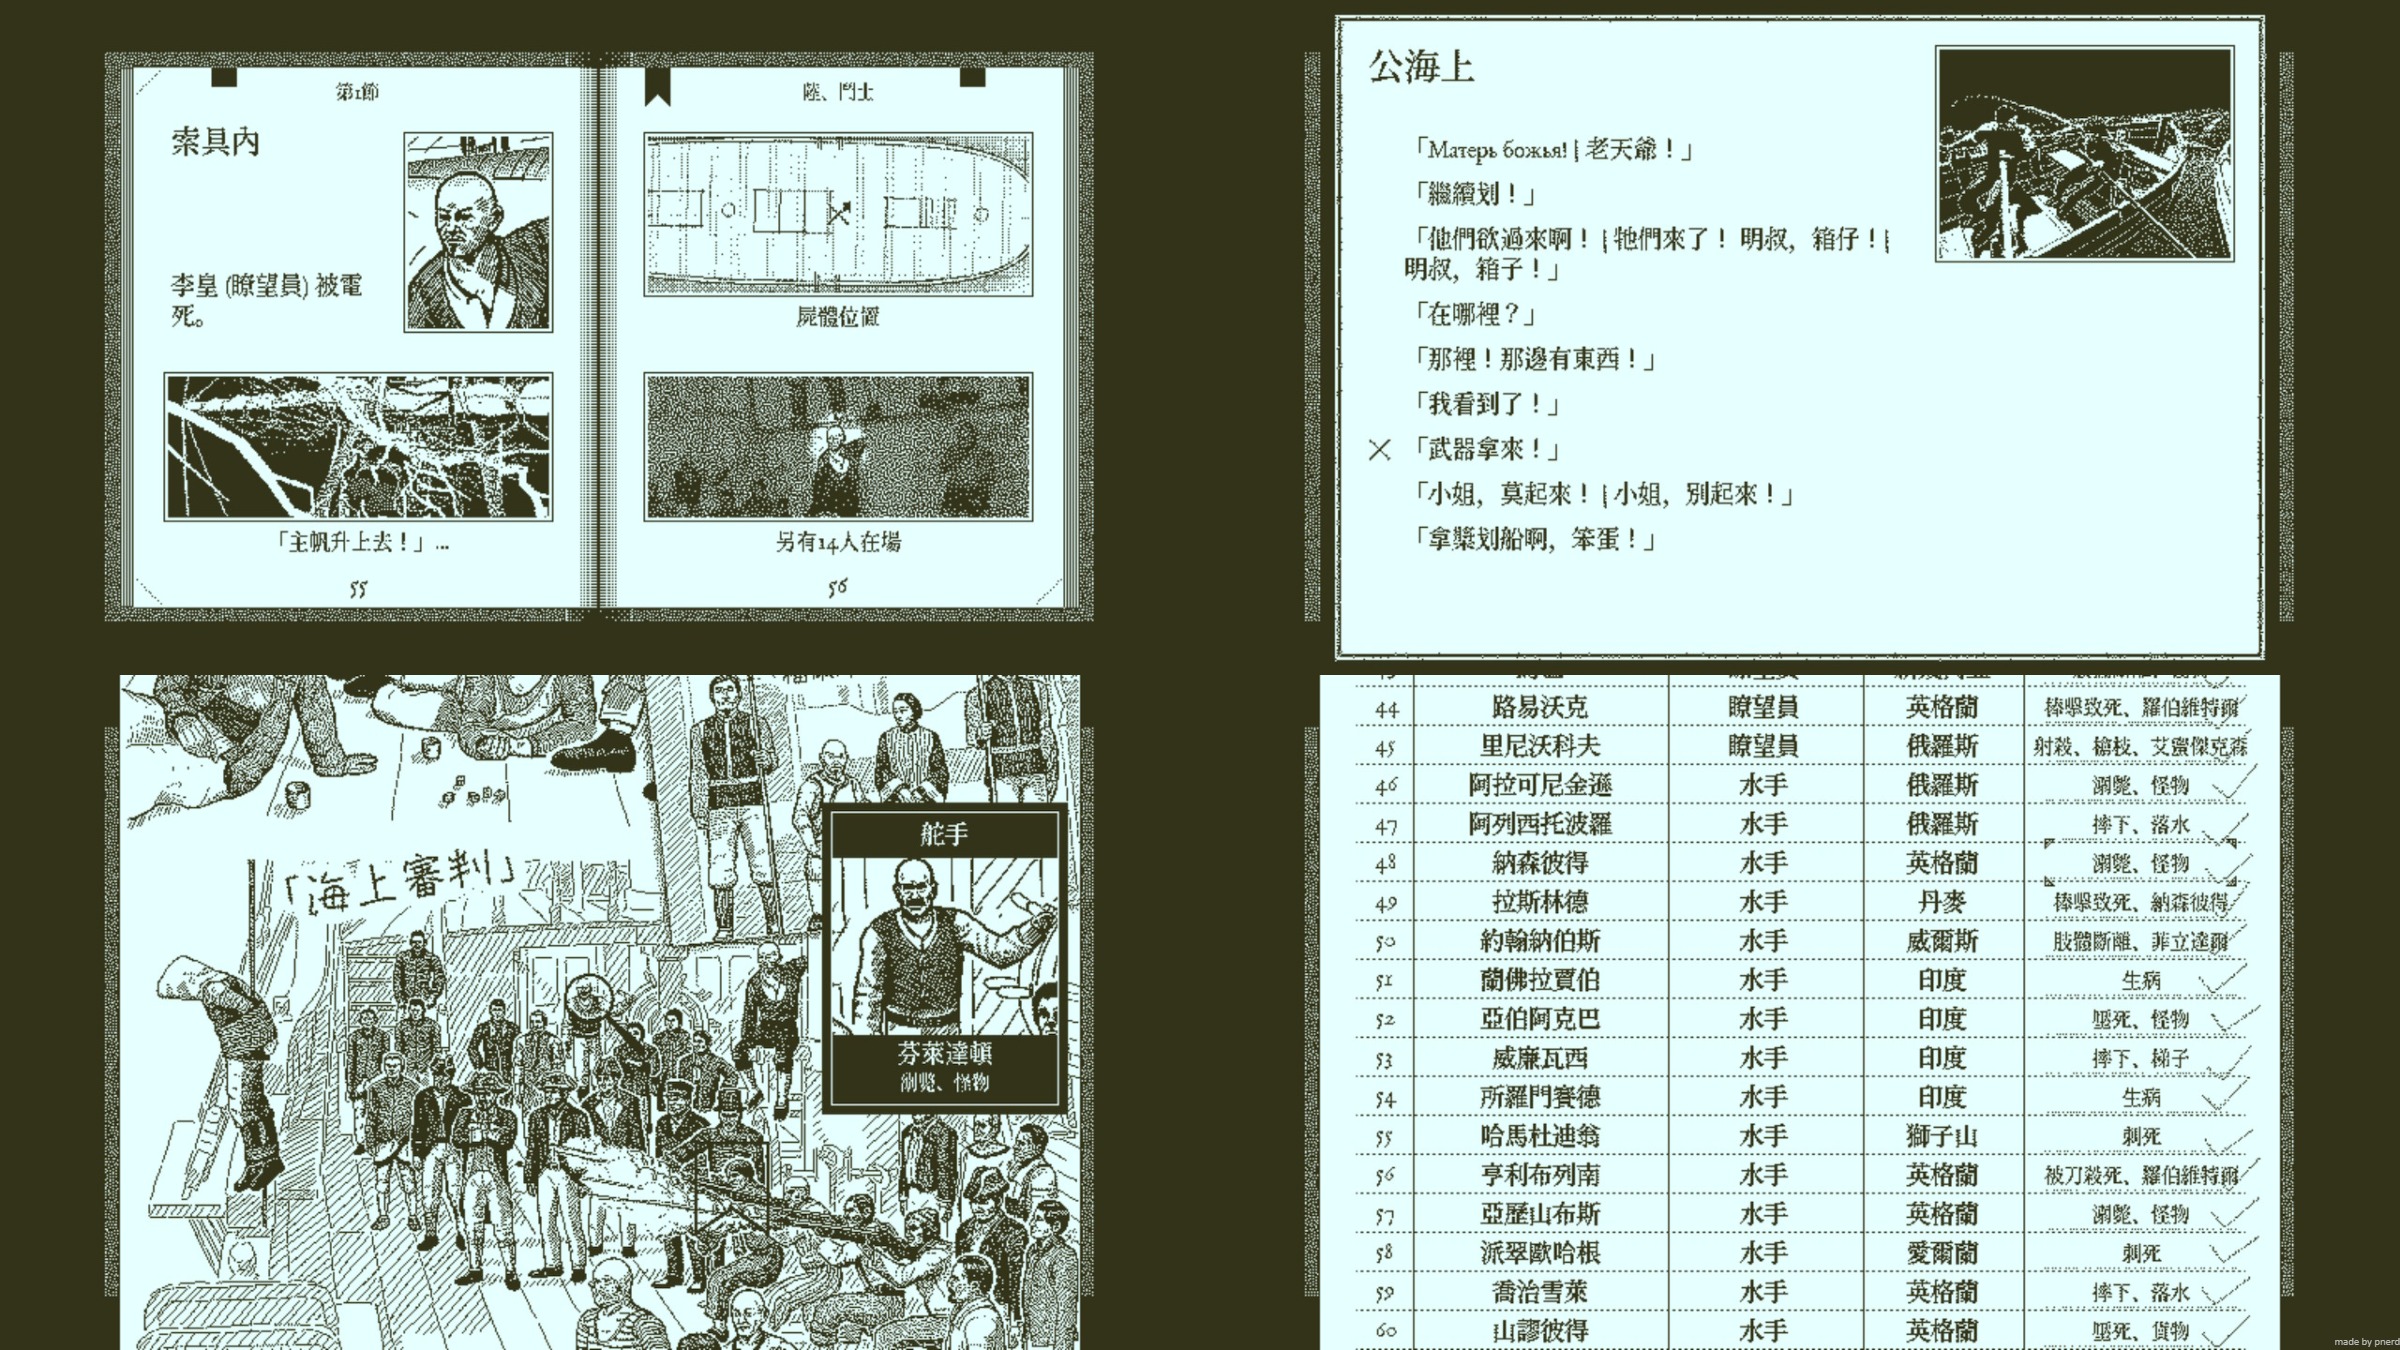 第1節
索具內
李皇 (瞭望員) 被電
死。
「主帆升上去！」...
55
陸、鬥士
屍體位置
另有14人在場
56
公海上
「Матерь божья! | 老天爺！」
「繼續划！」
「他們欲過來啊！ | 牠們來了！ 明叔，箱仔！ |
明叔，箱子！」
「在哪裡？」
「那裡！那邊有東西！」
「我看到了！」
「武器拿來！」
「小姐，莫起來！ | 小姐，別起來！」
「拿槳划船啊，笨蛋！」
「海上審判」
舵手
芬萊達頓
溺斃、怪物
44 路易沃克 瞭望員 英格蘭 棒擊致死、羅伯維特爾
45 里尼沃科夫 瞭望員 俄羅斯 射殺、槍枝、艾蜜傑克森
46 阿拉可尼金遜 水手 俄羅斯 溺斃、怪物
47 阿列西托波羅 水手 俄羅斯 摔下、落水
48 納森彼得 水手 英格蘭 溺斃、怪物
49 拉斯林德 水手 丹麥 棒擊致死、納森彼得
50 約翰納伯斯 水手 威爾斯 肢體斷離、菲立達爾
51 蘭佛拉賈伯 水手 印度 生病
52 亞伯阿克巴 水手 印度 壓死、怪物
53 威廉瓦西 水手 印度 摔下、梯子
54 所羅門賽德 水手 印度 生病
55 哈馬杜迪翁 水手 獅子山 刺死
56 亨利布列南 水手 英格蘭 被刀殺死、羅伯維特爾
57 亞歷山布斯 水手 英格蘭 溺斃、怪物
58 派翠歐哈根 水手 愛爾蘭 刺死
59 喬治雪萊 水手 英格蘭 摔下、落水
60 山謬彼得 水手 英格蘭 壓死、貨物
made by pnerd